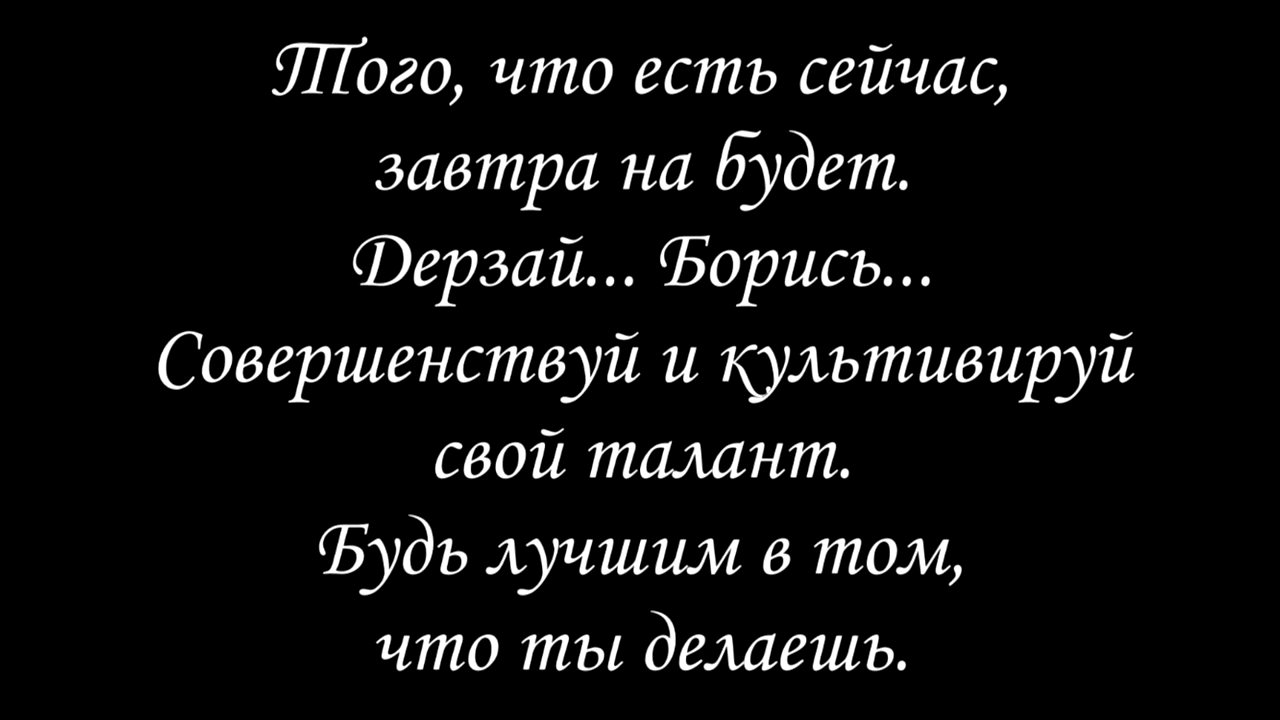 Того, что есть сейчас,
завтра на будет.
Дерзай... Борись...
Совершенствуй и культивируй
свой талант.
Будь лучшим в том,
что ты делаешь.